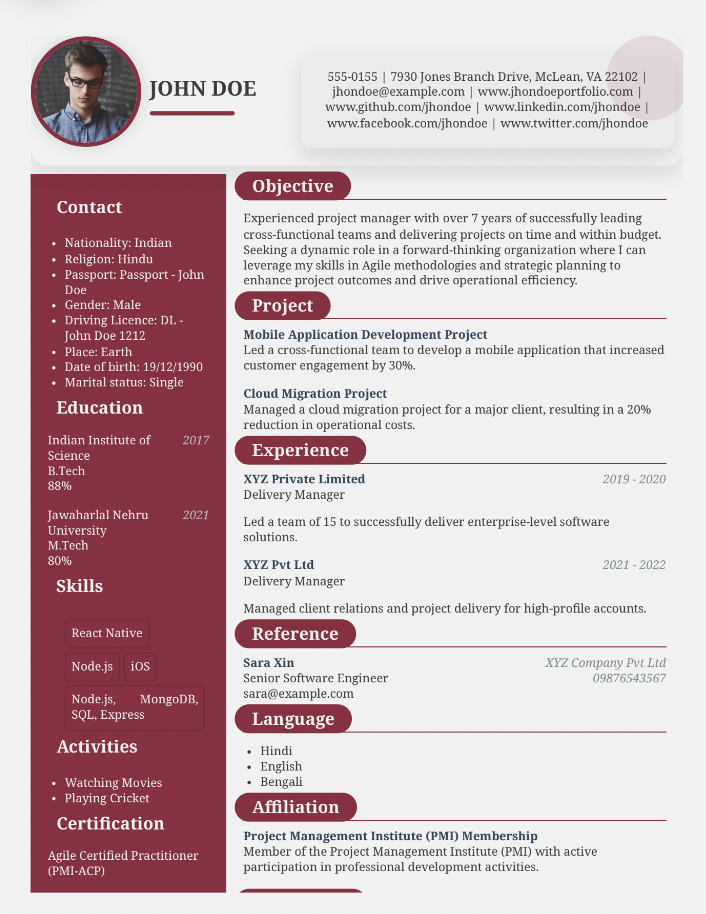 JOHN DOE
555-0155 | 7930 Jones Branch Drive, McLean, VA 22102 |
jhondoe@example.com | www.jhondoeportfolio.com |
www.github.com/jhondoe | www.linkedin.com/jhondoe |
www.facebook.com/jhondoe | www.twitter.com/jhondoe
Contact
• Nationality: Indian
• Religion: Hindu
• Passport: Passport - John
Doe
• Gender: Male
• Driving Licence: DL -
John Doe 1212
• Place: Earth
• Date of birth: 19/12/1990
• Marital status: Single
Education
Indian Institute of 2017
Science
B.Tech
88%
Jawaharlal Nehru 2021
University
M.Tech
80%
Skills
React Native
Node.js iOS
Node.js, MongoDB,
SQL, Express
Activities
• Watching Movies
• Playing Cricket
Certification
Agile Certified Practitioner
(PMI-ACP)
Objective
Experienced project manager with over 7 years of successfully leading
cross-functional teams and delivering projects on time and within budget.
Seeking a dynamic role in a forward-thinking organization where I can
leverage my skills in Agile methodologies and strategic planning to
enhance project outcomes and drive operational efficiency.
Project
Mobile Application Development Project
Led a cross-functional team to develop a mobile application that increased
customer engagement by 30%.
Cloud Migration Project
Managed a cloud migration project for a major client, resulting in a 20%
reduction in operational costs.
Experience
XYZ Private Limited 2019 - 2020
Delivery Manager
Led a team of 15 to successfully deliver enterprise-level software
solutions.
XYZ Pvt Ltd 2021 - 2022
Delivery Manager
Managed client relations and project delivery for high-profile accounts.
Reference
Sara Xin XYZ Company Pvt Ltd
Senior Software Engineer 09876543567
sara@example.com
Language
• Hindi
• English
• Bengali
Affiliation
Project Management Institute (PMI) Membership
Member of the Project Management Institute (PMI) with active
participation in professional development activities.